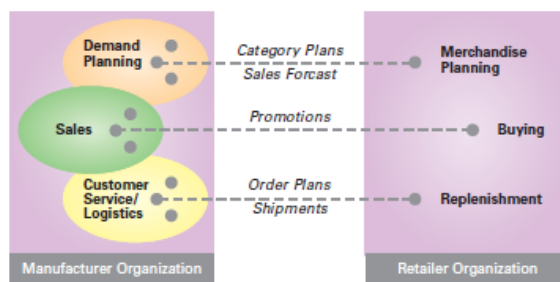 Demand
Planning
Category Plans
Sales Forcast
Merchandise
Planning
Sales
Promotions
Buying
Customer
Service/
Logistics
Order Plans
Shipments
Replenishment
Manufacturer Organization
Retailer Organization